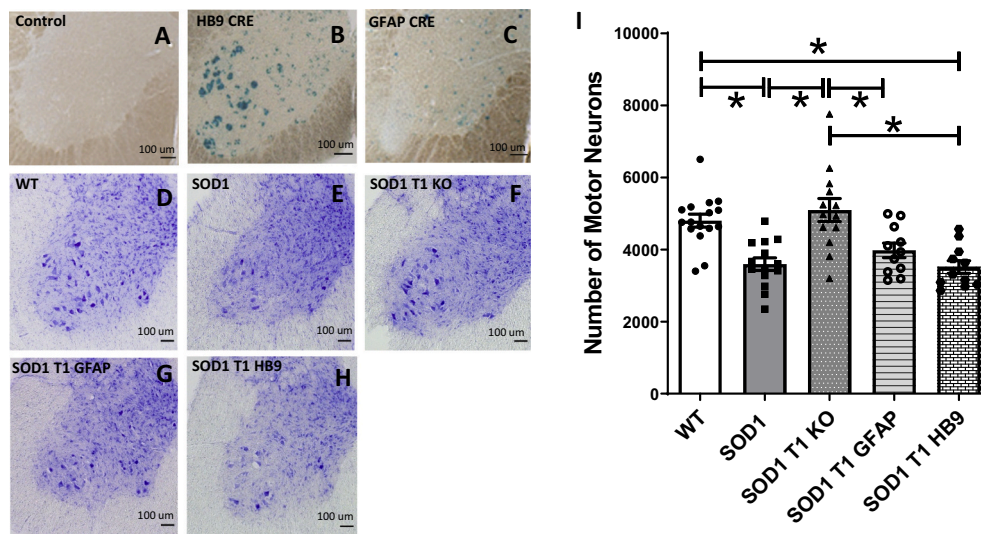 Control
A
100 um
HB9 CRE
B
100 um
GFAP CRE
C
100 um
WT
D
100 um
SOD1
E
100 um
SOD1 T1 KO
F
100 um
SOD1 T1 GFAP
G
100 um
SOD1 T1 HB9
H
100 um
I
Number of Motor Neurons
10000
8000
6000
4000
2000
0
*
*
*
*
*
WT
SOD1
SOD1 T1 KO
SOD1 T1 GFAP
SOD1 T1 HB9